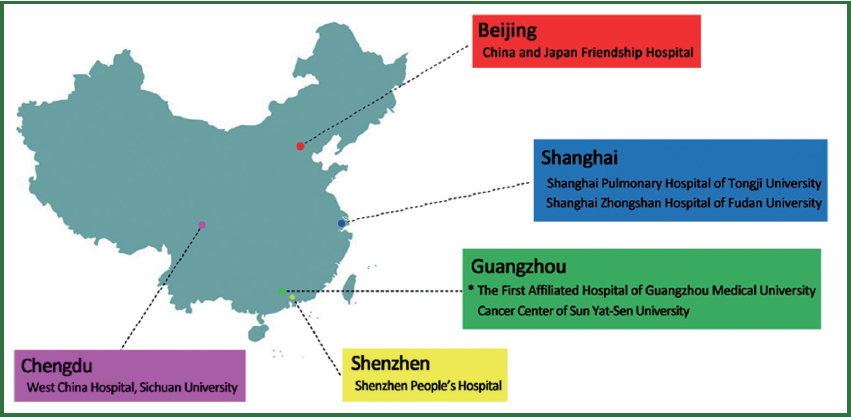 Beijing
China and Japan Friendship Hospital
Shanghai
Shanghai Pulmonary Hospital of Tongji University
Shanghai Zhongshan Hospital of Fudan University
Guangzhou
* The First Affiliated Hospital of Guangzhou Medical University
Cancer Center of Sun Yat-Sen University
Chengdu
West China Hospital, Sichuan University
Shenzhen
Shenzhen People's Hospital